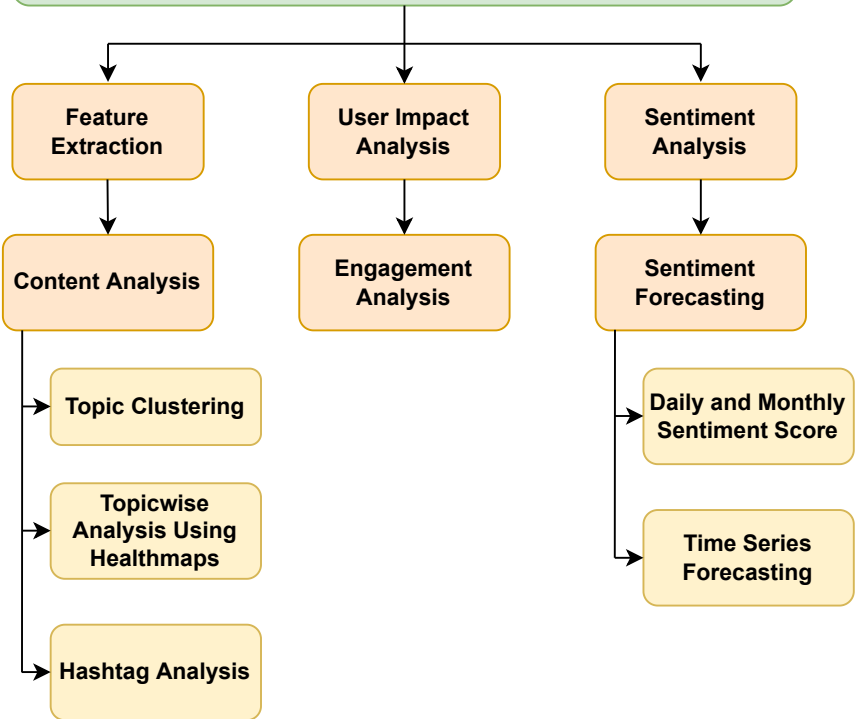 Feature
Extraction
User Impact
Analysis
Sentiment
Analysis
Content Analysis
Engagement
Analysis
Sentiment
Forecasting
Topic Clustering
Daily and Monthly
Sentiment Score
Topicwise
Analysis Using
Healthmaps
Time Series
Forecasting
Hashtag Analysis